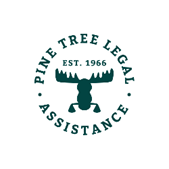 PINE TREE LEGAL
EST. 1966
• ASSISTANCE •